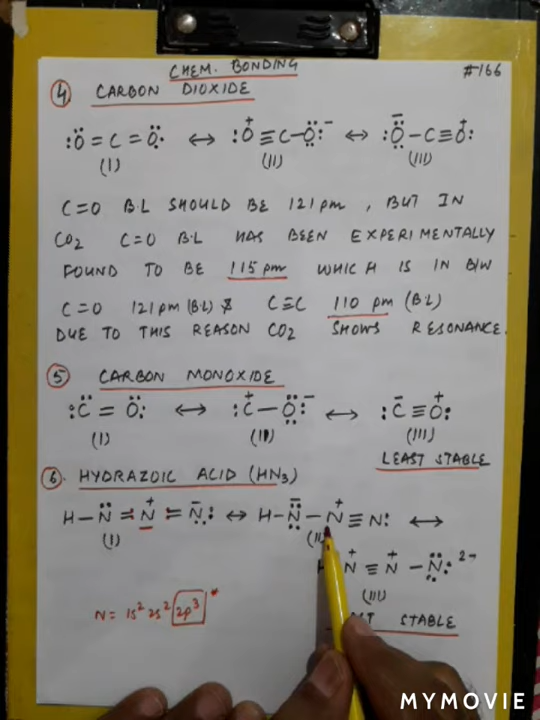 CHEM. BONDING #166
4 CARBON DIOXIDE
:Ö=C=Ö: ↔ :O⁺≡C-Ö:⁻ ↔ :Ö⁻-C≡O⁺:
(I) (II) (III)
C=O B.L SHOULD BE 121 pm, BUT IN
CO2 C=O B.L HAS BEEN EXPERIMENTALLY
FOUND TO BE 115 pm WHICH IS IN B/W
C=O 121 pm (B.L) & C≡C 110 pm (B.L)
DUE TO THIS REASON CO2 SHOWS RESONANCE.
5 CARBON MONOXIDE
:C̈=Ö: ↔ :C⁺-Ö:⁻ ↔ :C⁻≡O⁺:
(I) (II) (III)
LEAST STABLE
6. HYDRAZOIC ACID (HN3)
H-N̈=N⁺=N̈:⁻ ↔ H-N̈:⁻-N⁺≡N: ↔
(I)
N⁺≡N⁺-N̈:²⁻
(III)
N = 1s² 2s² 2p³ *
STABLE
MYMOVIE